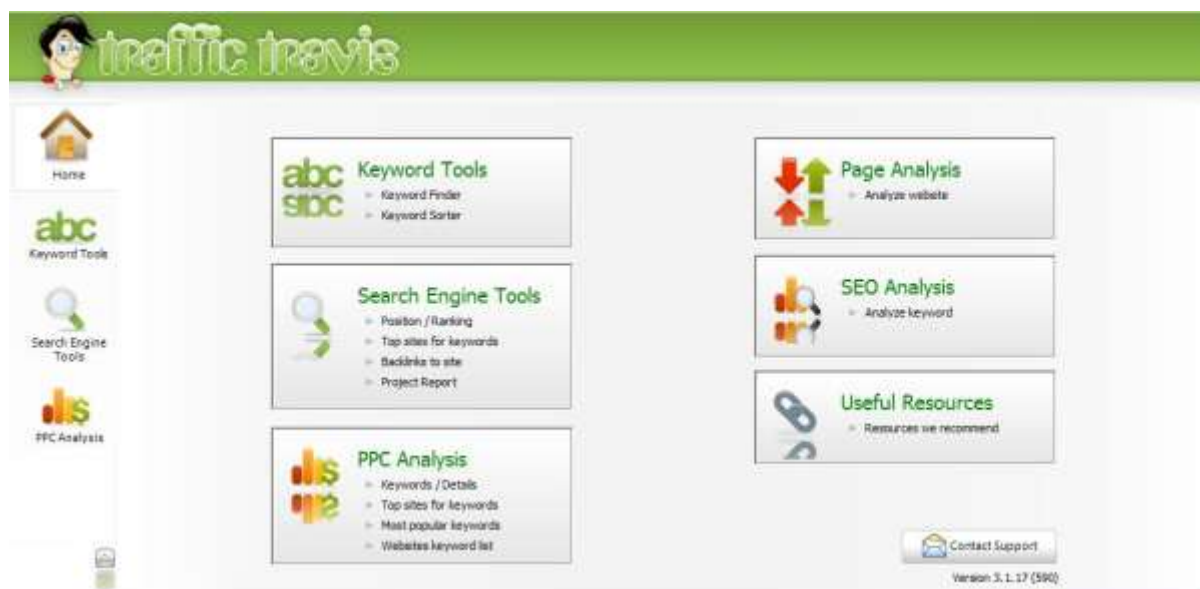 traffic travis
Home
Keyword Tools
Search Engine
Tools
PPC Analysis
abc
abc
Keyword Tools
Keyword Finder
Keyword Sorter
Search Engine Tools
Position / Ranking
Top sites for keywords
Backlinks to site
Project Report
PPC Analysis
Keywords / Details
Top sites for keywords
Most popular keywords
Websites keyword list
Page Analysis
Analyze website
SEO Analysis
Analyze keyword
Useful Resources
Resources we recommend
Contact Support
Version 3.1.17 (590)